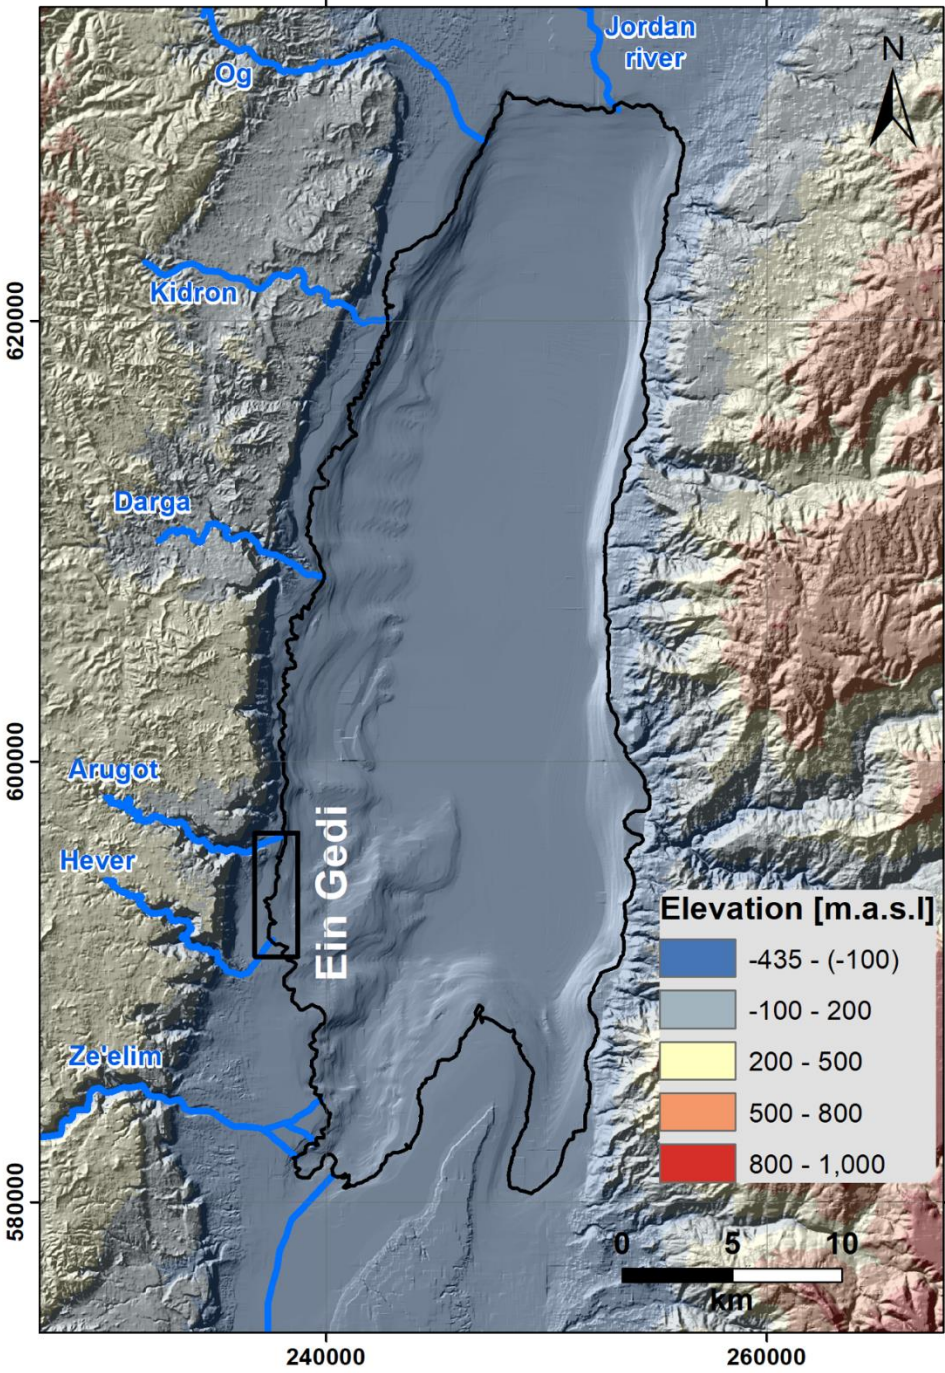 Jordan
river
Og
N
Kidron
620000
Darga
600000
Arugot
Hever
Ein Gedi
Elevation [m.a.s.l]
-435 - (-100)
-100 - 200
200 - 500
500 - 800
800 - 1,000
Ze'elim
580000
0 5 10
km
240000 260000